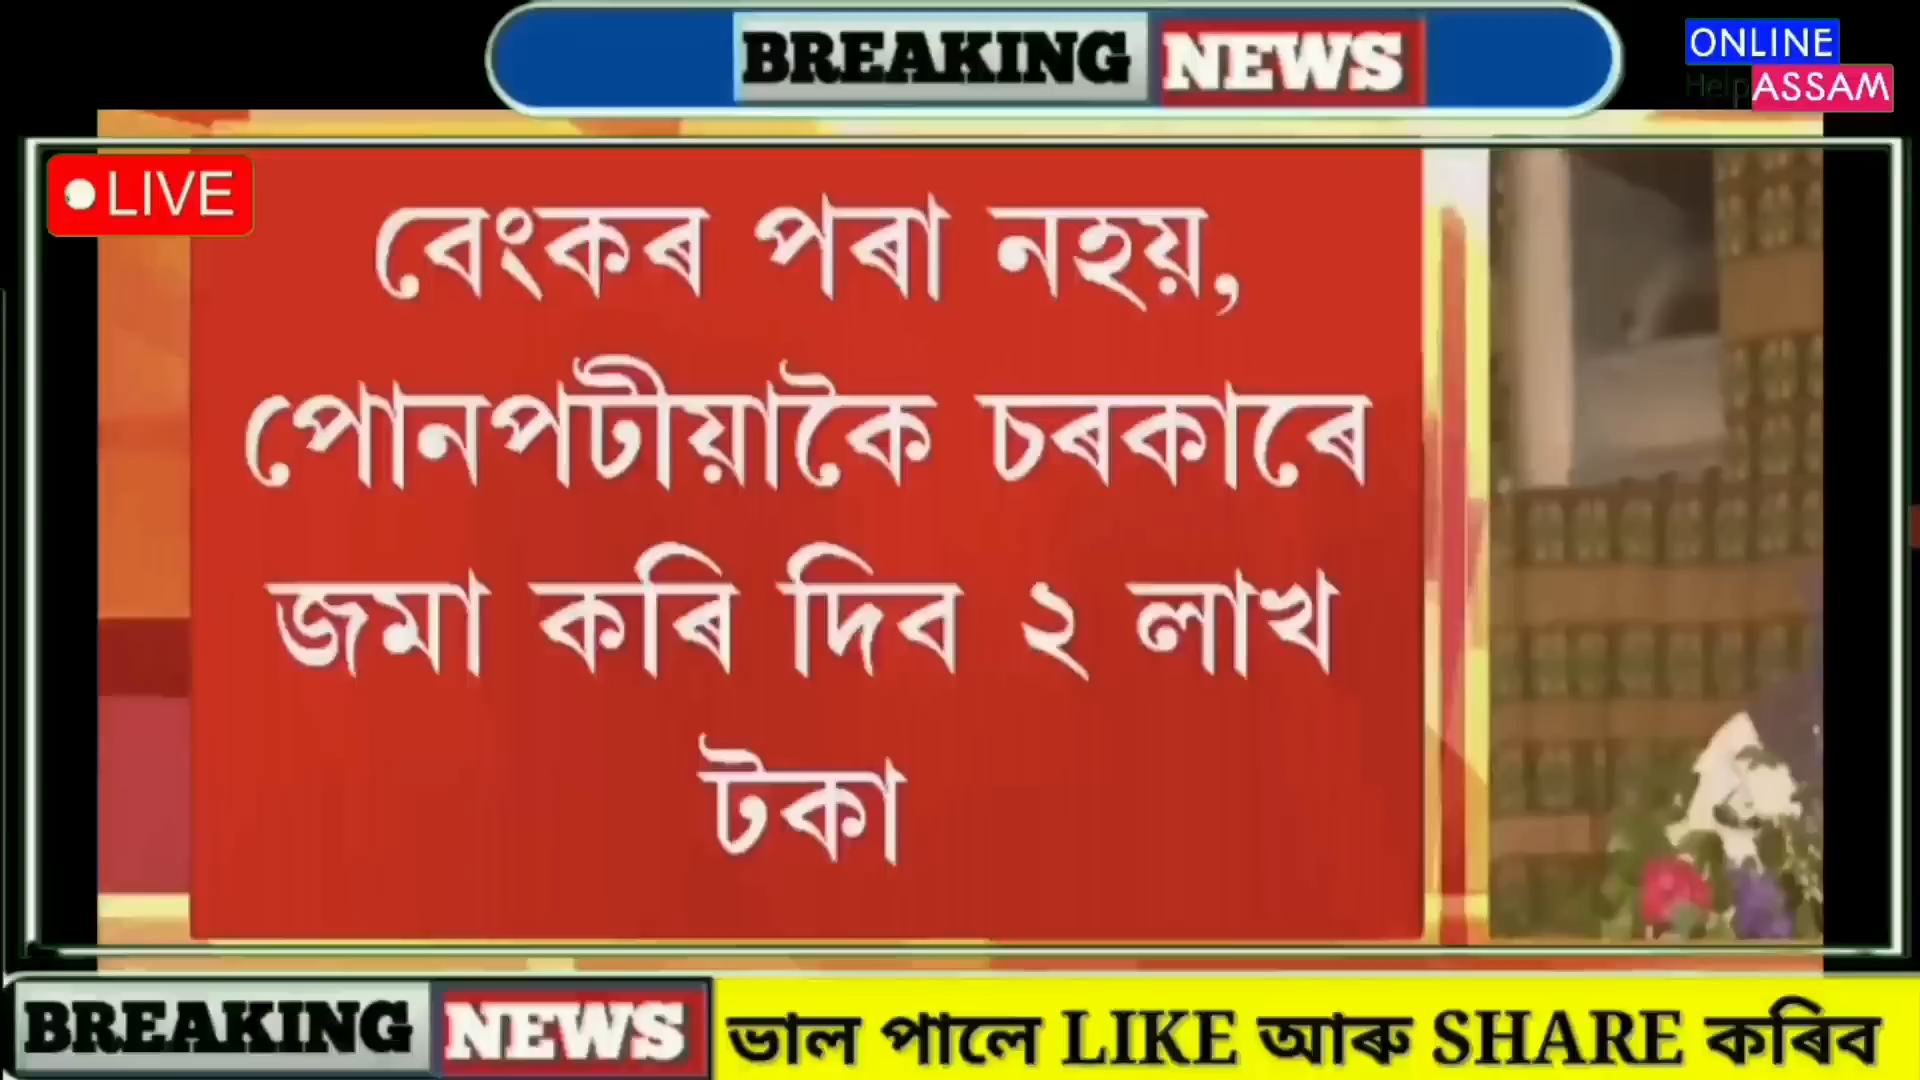 BREAKING NEWS
ONLINE
Help ASSAM
LIVE
বেংকৰ পৰা নহয়,
পোনপটীয়াকৈ চৰকাৰে
জমা কৰি দিব ২ লাখ
টকা
BREAKING NEWS ভাল পালে LIKE আৰু SHARE কৰিব